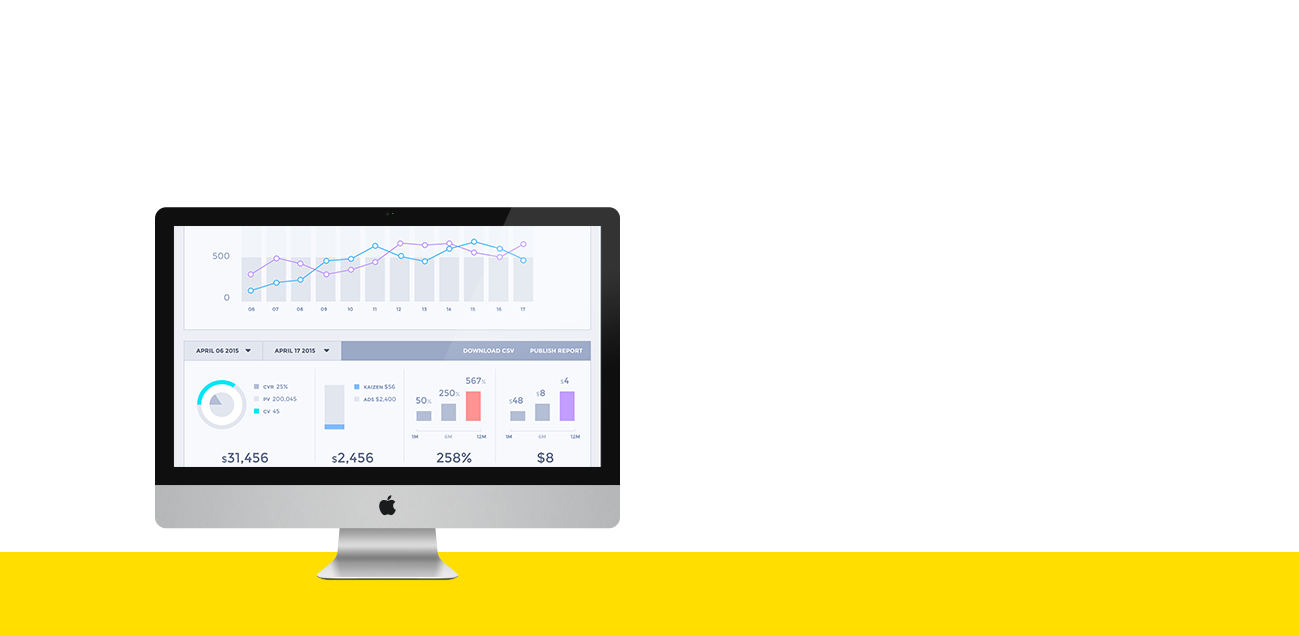 500
0
06 07 08 09 10 11 12 13 14 15 16 17
APRIL 06 2015 APRIL 17 2015 DOWNLOAD CSV PUBLISH REPORT
CVR 25%
PV 200,045
CV 45
KAIZEN $56
ADS $2,400
50% 250% 567%
1M 6M 12M
$48 $8 $4
1M 6M 12M
$31,456 $2,456 258% $8